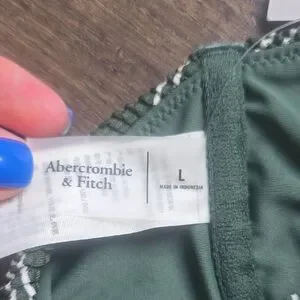 Abercrombie
& Fitch
L
MADE IN INDONESIA